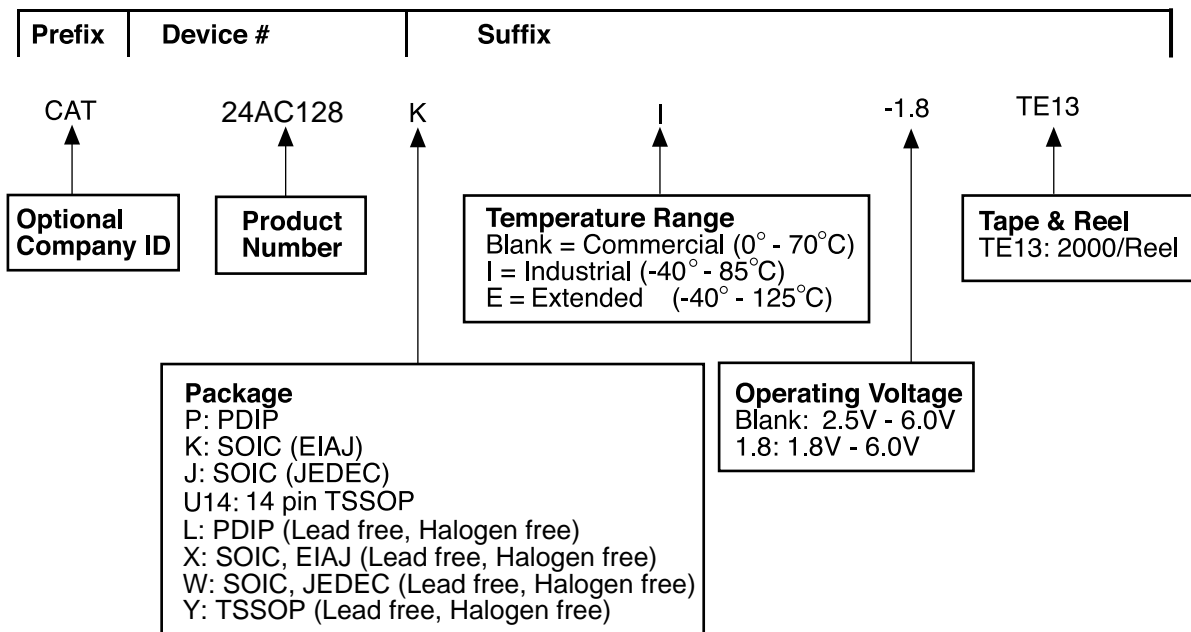 Prefix Device # Suffix
CAT 24AC128 K I -1.8 TE13
Optional
Company ID
Product
Number
Temperature Range
Blank = Commercial (0° - 70°C)
I = Industrial (-40° - 85°C)
E = Extended (-40° - 125°C)
Tape & Reel
TE13: 2000/Reel
Package
P: PDIP
K: SOIC (EIAJ)
J: SOIC (JEDEC)
U14: 14 pin TSSOP
L: PDIP (Lead free, Halogen free)
X: SOIC, EIAJ (Lead free, Halogen free)
W: SOIC, JEDEC (Lead free, Halogen free)
Y: TSSOP (Lead free, Halogen free)
Operating Voltage
Blank: 2.5V - 6.0V
1.8: 1.8V - 6.0V